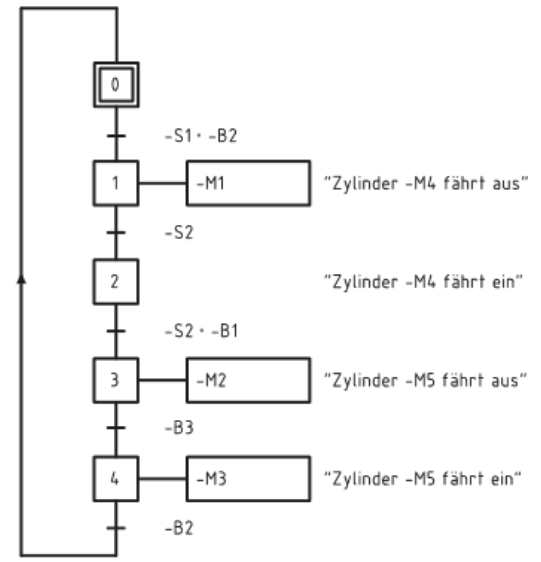 0
-S1 · -B2
1 -M1 "Zylinder -M4 fährt aus"
-S2
2 "Zylinder -M4 fährt ein"
-S2 · -B1
3 -M2 "Zylinder -M5 fährt aus"
-B3
4 -M3 "Zylinder -M5 fährt ein"
-B2